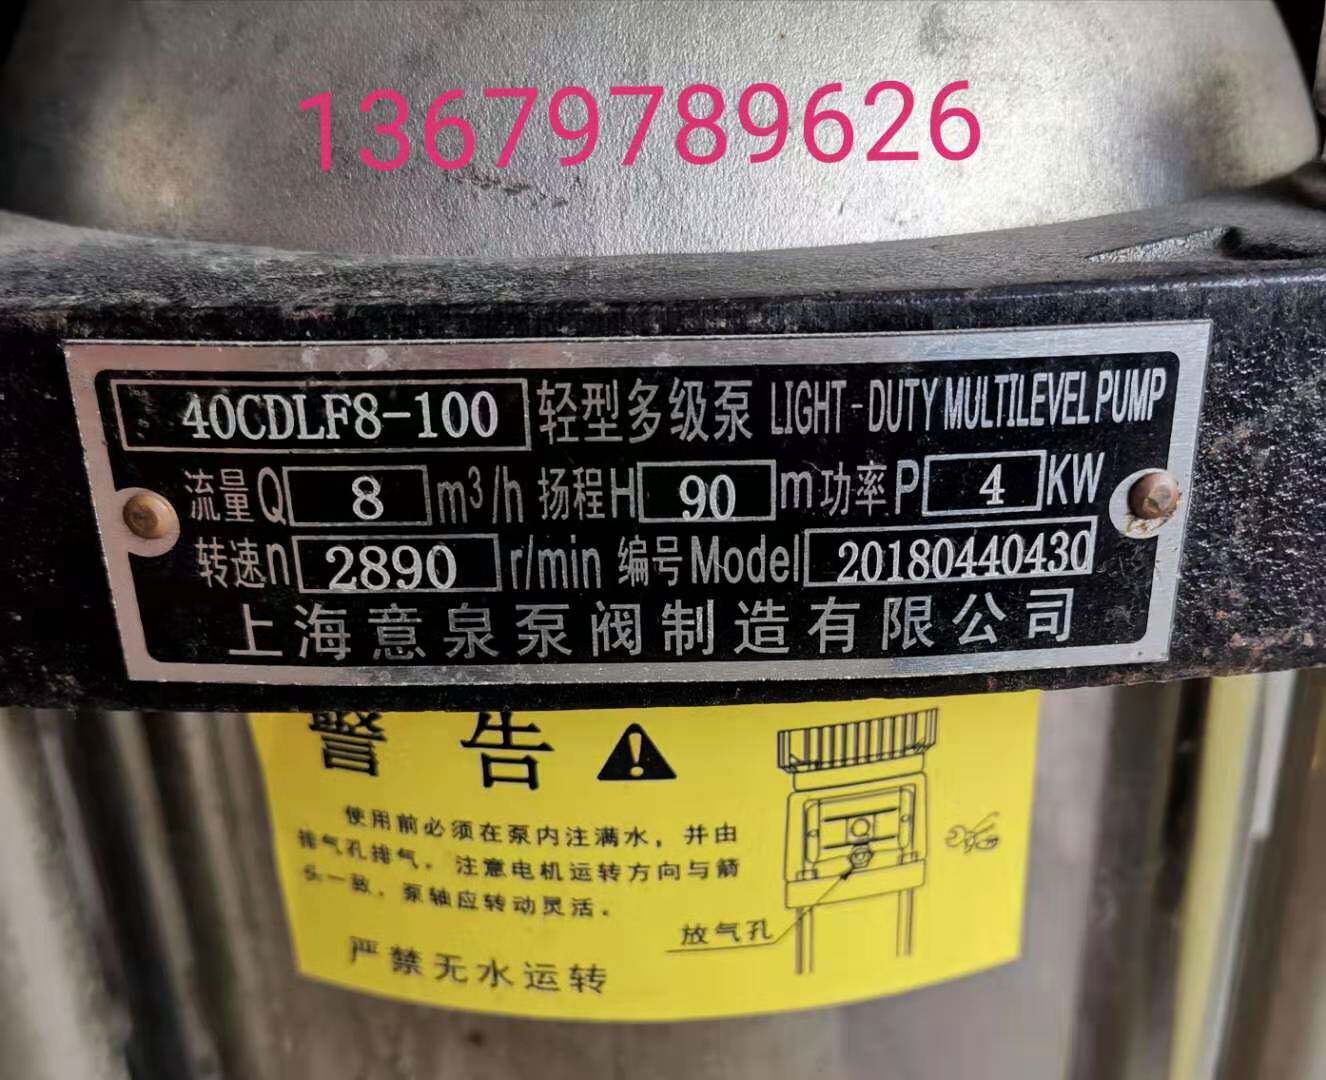 13679789626
40CDLF8-100 轻型多级泵 LIGHT-DUTY MULTILEVEL PUMP
流量Q 8 m³/h 扬程H 90 m 功率P 4 KW
转速n 2890 r/min 编号Model 20180440430
上海意泉泵阀制造有限公司
警告
使用前必须在泵内注满水，并由
排气孔排气。注意电机运转方向与箭
头一致，泵轴应转动灵活。
放气孔
严禁无水运转